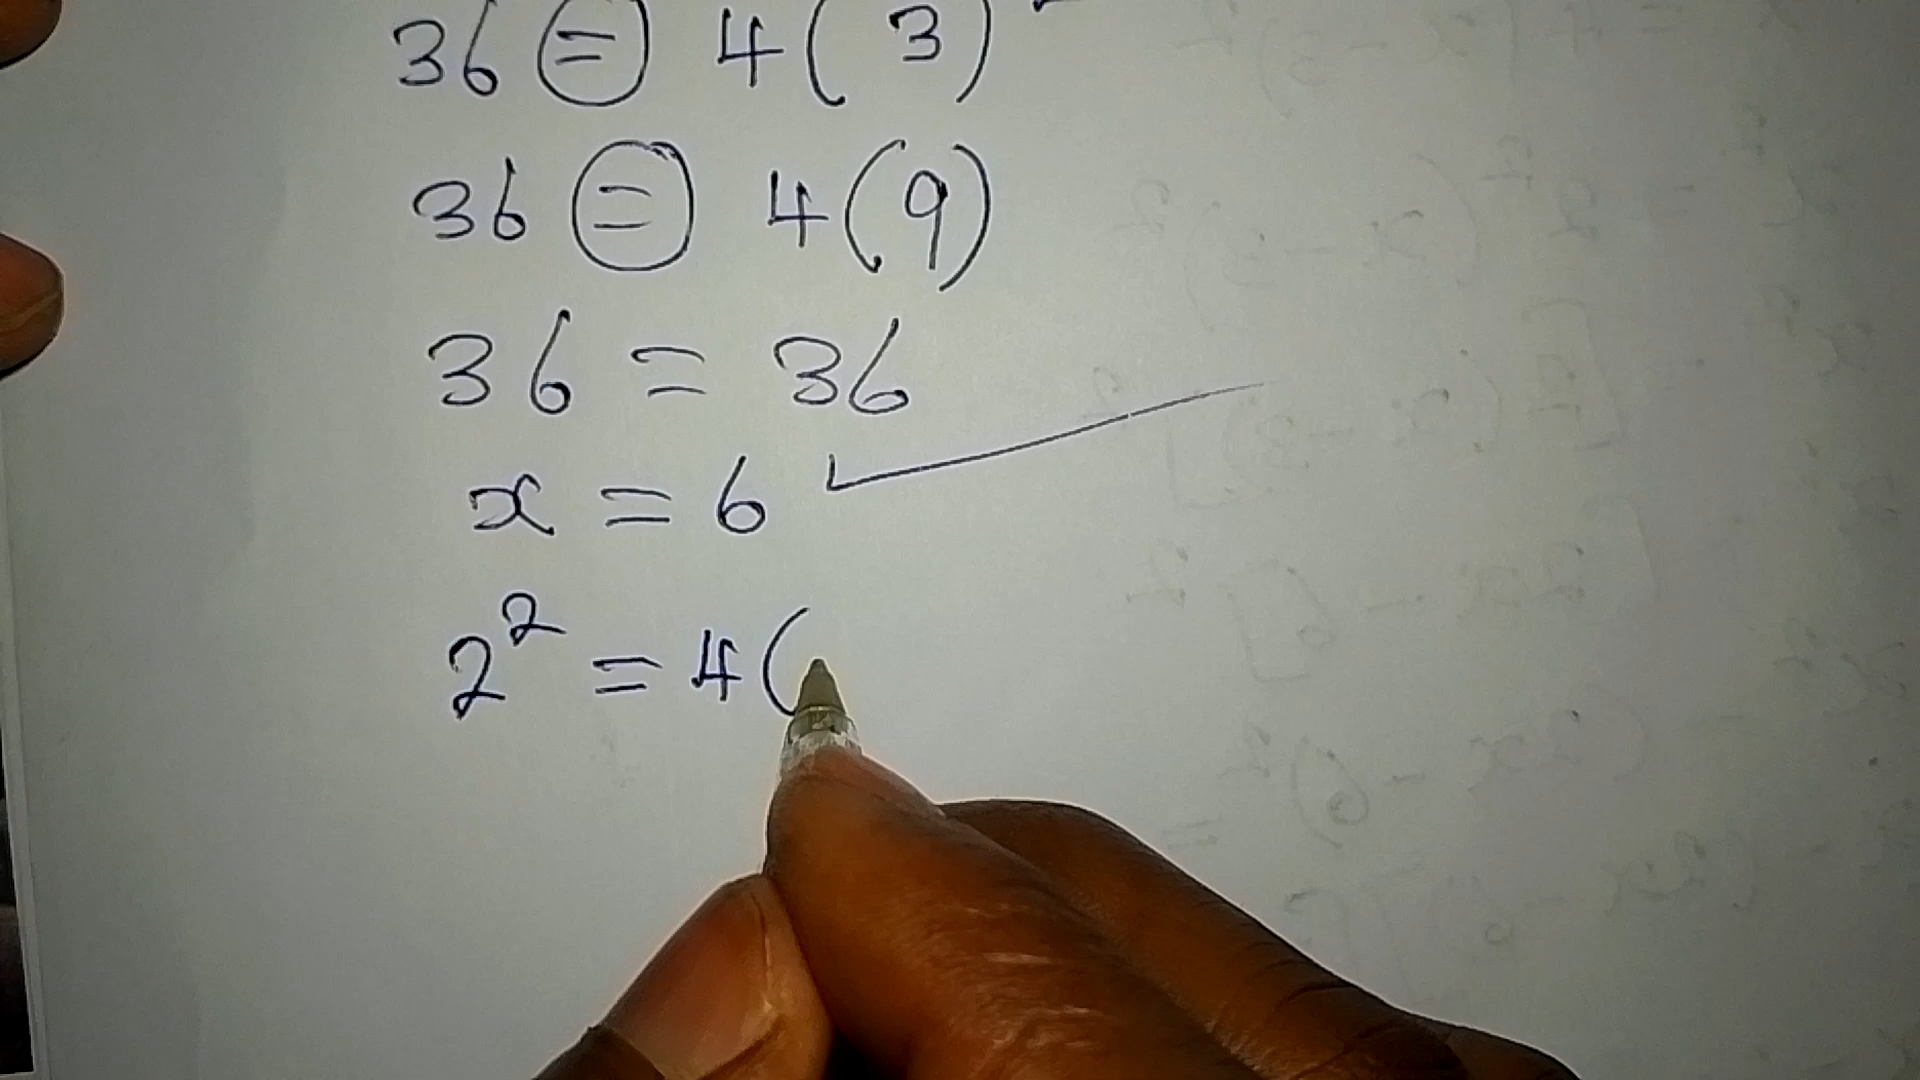 36 = 4(3)
36 = 4(9)
36 = 36
x = 6
2² = 4(